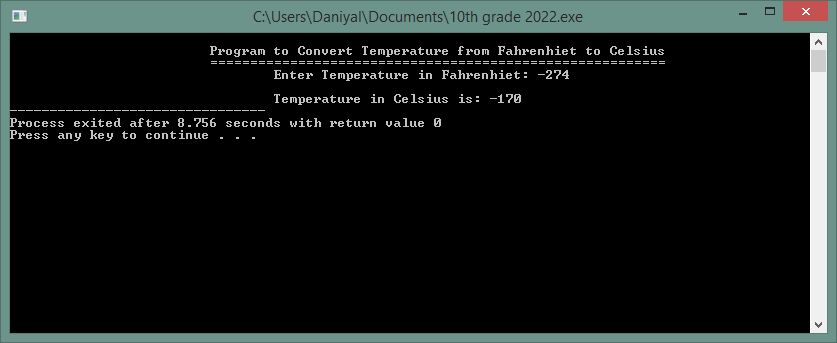 C:\Users\Daniyal\Documents\10th grade 2022.exe
Program to Convert Temperature from Fahrenhiet to Celsius
=========================================================
Enter Temperature in Fahrenhiet: -274
Temperature in Celsius is: -170
--------------------------------
Process exited after 8.756 seconds with return value 0
Press any key to continue . . .